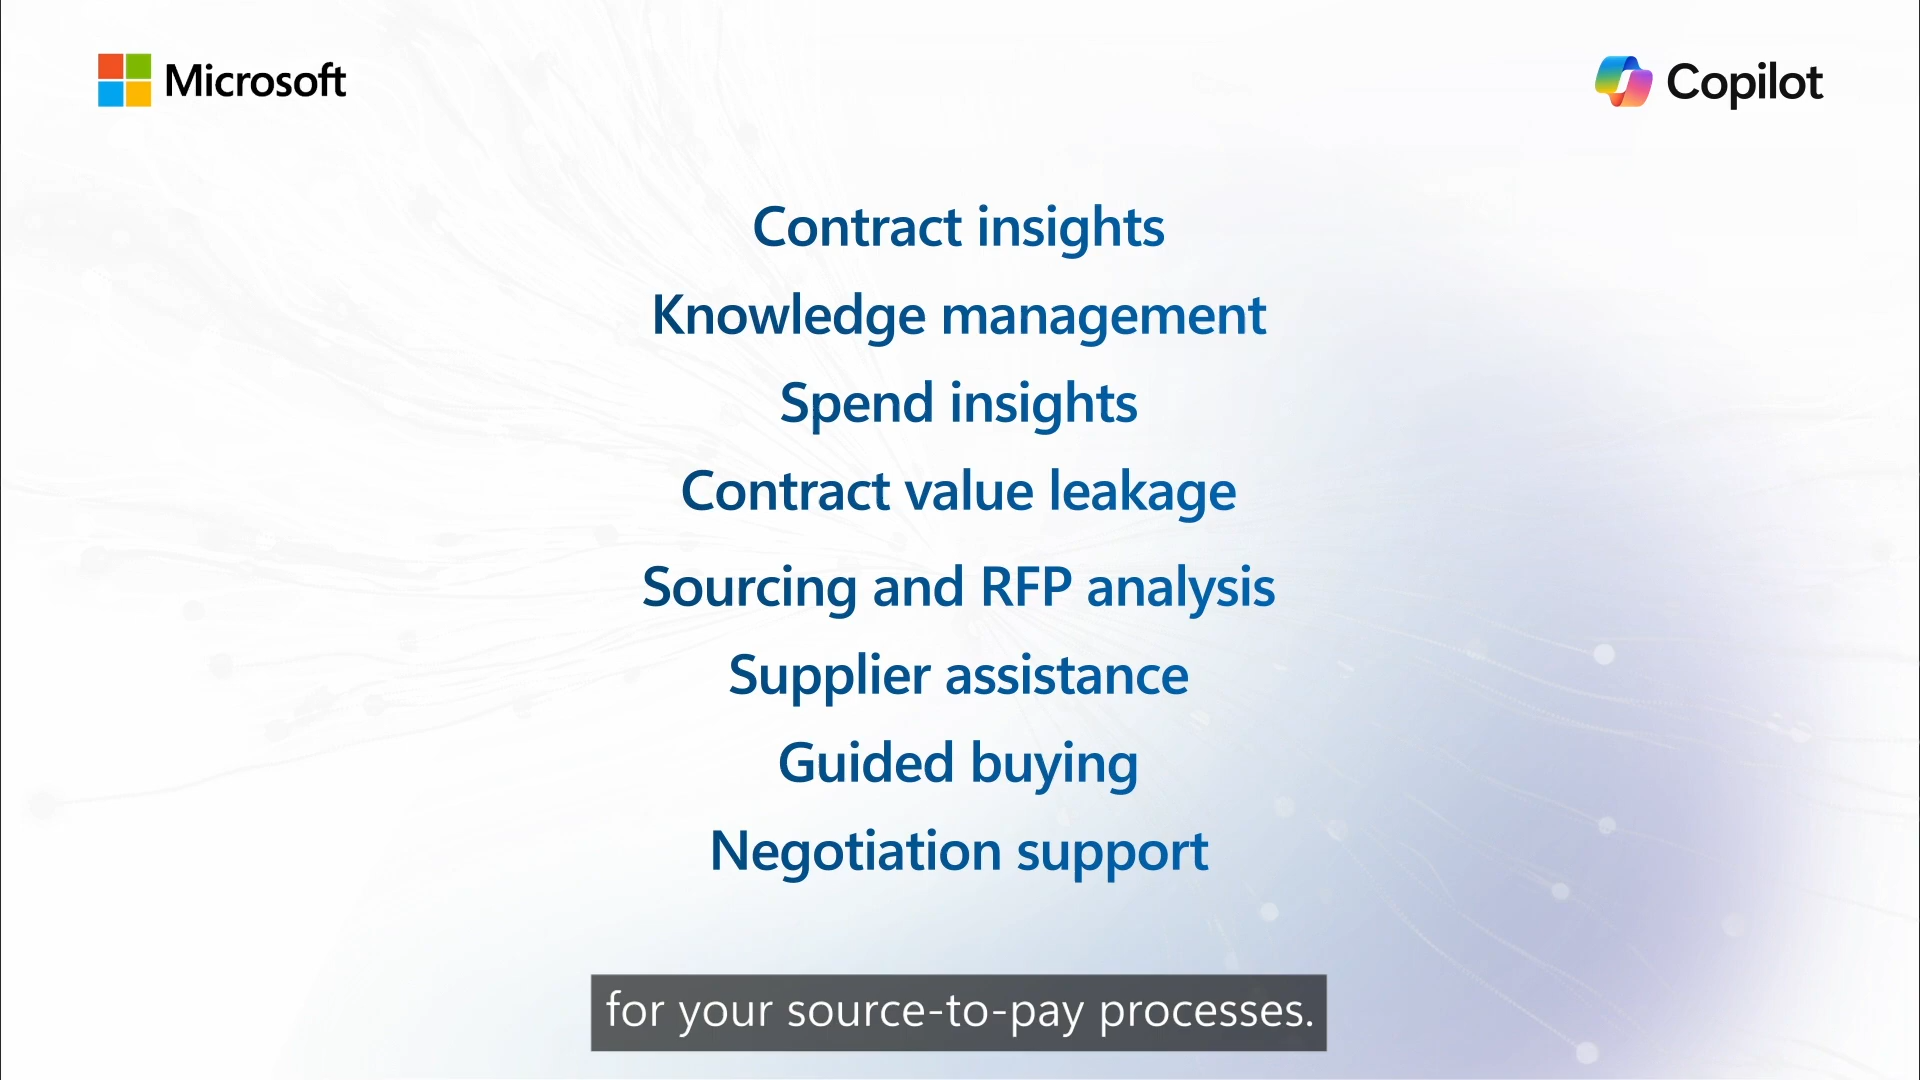 Microsoft
Copilot
Contract insights
Knowledge management
Spend insights
Contract value leakage
Sourcing and RFP analysis
Supplier assistance
Guided buying
Negotiation support
for your source-to-pay processes.